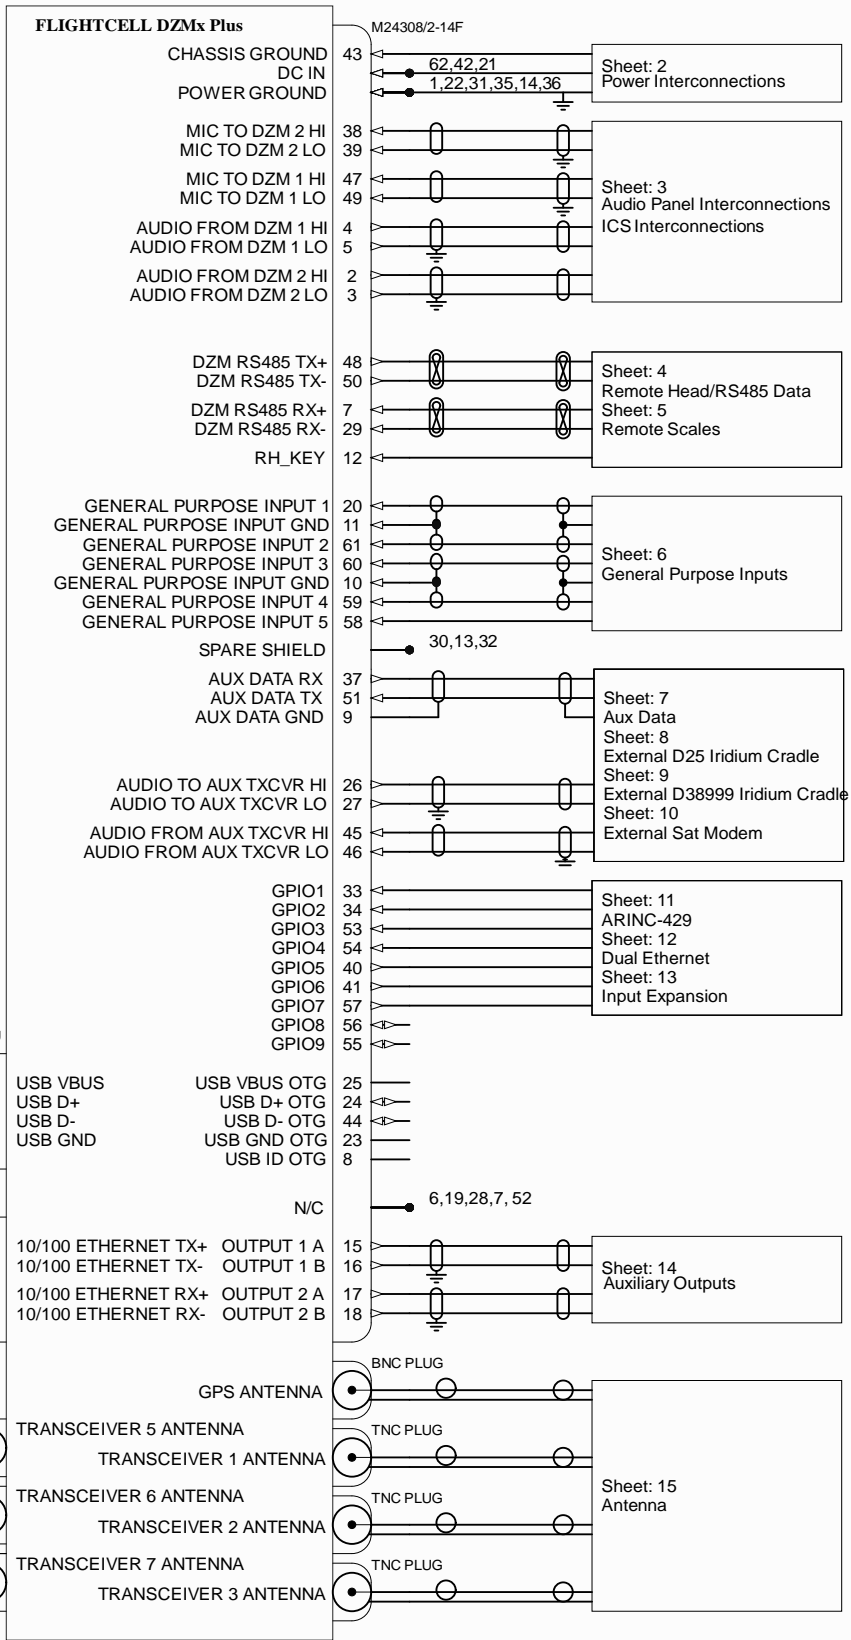 FLIGHTCELL DZMx Plus
M24308/2-14F
CHASSIS GROUND 43
DC IN 62,42,21
POWER GROUND 1,22,31,35,14,36
Sheet: 2
Power Interconnections
MIC TO DZM 2 HI 38
MIC TO DZM 2 LO 39
MIC TO DZM 1 HI 47
MIC TO DZM 1 LO 49
AUDIO FROM DZM 1 HI 4
AUDIO FROM DZM 1 LO 5
AUDIO FROM DZM 2 HI 2
AUDIO FROM DZM 2 LO 3
Sheet: 3
Audio Panel Interconnections
ICS Interconnections
DZM RS485 TX+ 48
DZM RS485 TX- 50
DZM RS485 RX+ 7
DZM RS485 RX- 29
RH_KEY 12
Sheet: 4
Remote Head/RS485 Data
Sheet: 5
Remote Scales
GENERAL PURPOSE INPUT 1 20
GENERAL PURPOSE INPUT GND 11
GENERAL PURPOSE INPUT 2 61
GENERAL PURPOSE INPUT 3 60
GENERAL PURPOSE INPUT GND 10
GENERAL PURPOSE INPUT 4 59
GENERAL PURPOSE INPUT 5 58
Sheet: 6
General Purpose Inputs
SPARE SHIELD 30,13,32
AUX DATA RX 37
AUX DATA TX 51
AUX DATA GND 9
AUDIO TO AUX TXCVR HI 26
AUDIO TO AUX TXCVR LO 27
AUDIO FROM AUX TXCVR HI 45
AUDIO FROM AUX TXCVR LO 46
Sheet: 7
Aux Data
Sheet: 8
External D25 Iridium Cradle
Sheet: 9
External D38999 Iridium Cradle
Sheet: 10
External Sat Modem
GPIO1 33
GPIO2 34
GPIO3 53
GPIO4 54
GPIO5 40
GPIO6 41
GPIO7 57
GPIO8 56
GPIO9 55
Sheet: 11
ARINC-429
Sheet: 12
Dual Ethernet
Sheet: 13
Input Expansion
USB VBUS USB VBUS OTG 25
USB D+ USB D+ OTG 24
USB D- USB D- OTG 44
USB GND USB GND OTG 23
USB ID OTG 8
N/C 6,19,28,7, 52
10/100 ETHERNET TX+ OUTPUT 1 A 15
10/100 ETHERNET TX- OUTPUT 1 B 16
10/100 ETHERNET RX+ OUTPUT 2 A 17
10/100 ETHERNET RX- OUTPUT 2 B 18
Sheet: 14
Auxiliary Outputs
BNC PLUG
GPS ANTENNA
TRANSCEIVER 5 ANTENNA
TNC PLUG
TRANSCEIVER 1 ANTENNA
TRANSCEIVER 6 ANTENNA
TNC PLUG
TRANSCEIVER 2 ANTENNA
TRANSCEIVER 7 ANTENNA
TNC PLUG
TRANSCEIVER 3 ANTENNA
Sheet: 15
Antenna